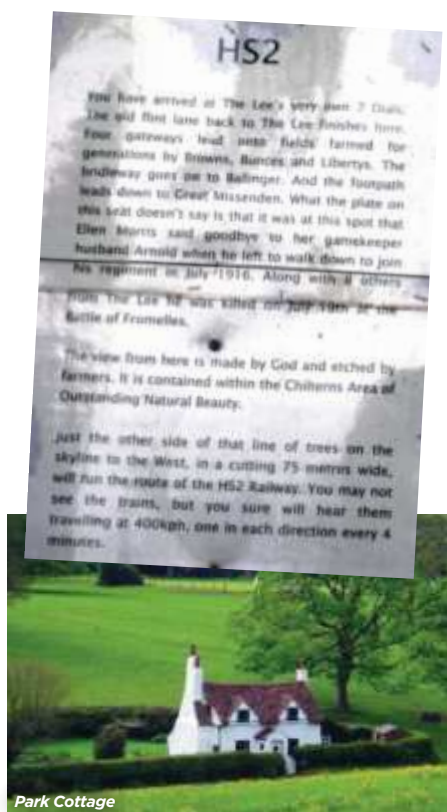 HS2
You have arrived at The Lee's very own 7 Dials.
The old flint lane back to The Lee finishes here.
Four gateways lead onto fields farmed for
generations by Browns, Bunces and Libertys. The
bridleway goes on to Ballinger. And the footpath
leads down to Great Missenden. What the plate on
this seat doesn't say is that it was at this spot that
Ellen Morris said goodbye to her gamekeeper
husband Arnold when he left to walk down to join
his regiment in July 1916. Along with 8 others
from The Lee he was killed on July 19th at the
Battle of Fromelles.
The view from here is made by God and etched by
farmers. It is contained within the Chilterns Area of
Outstanding Natural Beauty.
Just the other side of that line of trees on the
skyline to the West, in a cutting 75 metres wide,
will run the route of the HS2 Railway. You may not
see the trains, but you sure will hear them
travelling at 400kph, one in each direction every 4
minutes.
Park Cottage